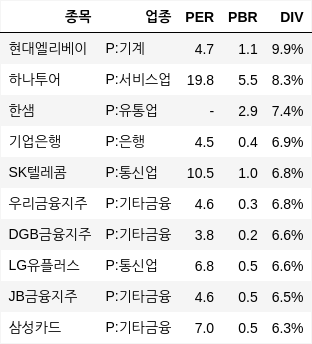 종목 업종 PER PBR DIV
현대엘리베이 P:기계 4.7 1.1 9.9%
하나투어 P:서비스업 19.8 5.5 8.3%
한샘 P:유통업 - 2.9 7.4%
기업은행 P:은행 4.5 0.4 6.9%
SK텔레콤 P:통신업 10.5 1.0 6.8%
우리금융지주 P:기타금융 4.6 0.3 6.8%
DGB금융지주 P:기타금융 3.8 0.2 6.6%
LG유플러스 P:통신업 6.8 0.5 6.6%
JB금융지주 P:기타금융 4.6 0.5 6.5%
삼성카드 P:기타금융 7.0 0.5 6.3%